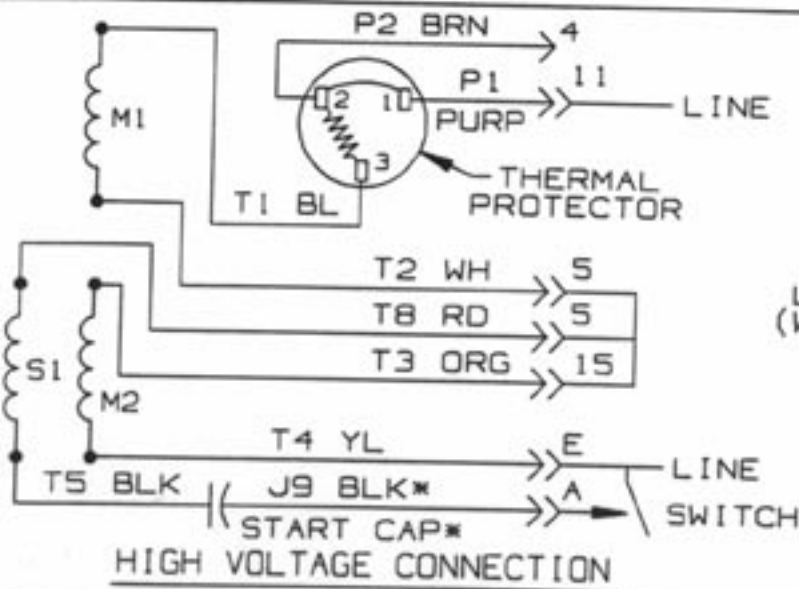 P2 BRN
4
P1
11
M1
2
1
PURP
LINE
3
THERMAL
PROTECTOR
T1 BL
T2 WH
5
T8 RD
5
T3 ORG
15
S1
M2
T4 YL
E
LINE
T5 BLK
J9 BLK*
A
SWITCH
START CAP*
HIGH VOLTAGE CONNECTION